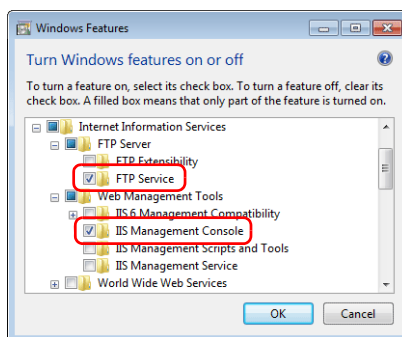 Windows Features
Turn Windows features on or off
To turn a feature on, select its check box. To turn a feature off, clear its
check box. A filled box means that only part of the feature is turned on.
Internet Information Services
FTP Server
FTP Extensibility
FTP Service
Web Management Tools
IIS 6 Management Compatibility
IIS Management Console
IIS Management Scripts and Tools
IIS Management Service
World Wide Web Services
OK
Cancel